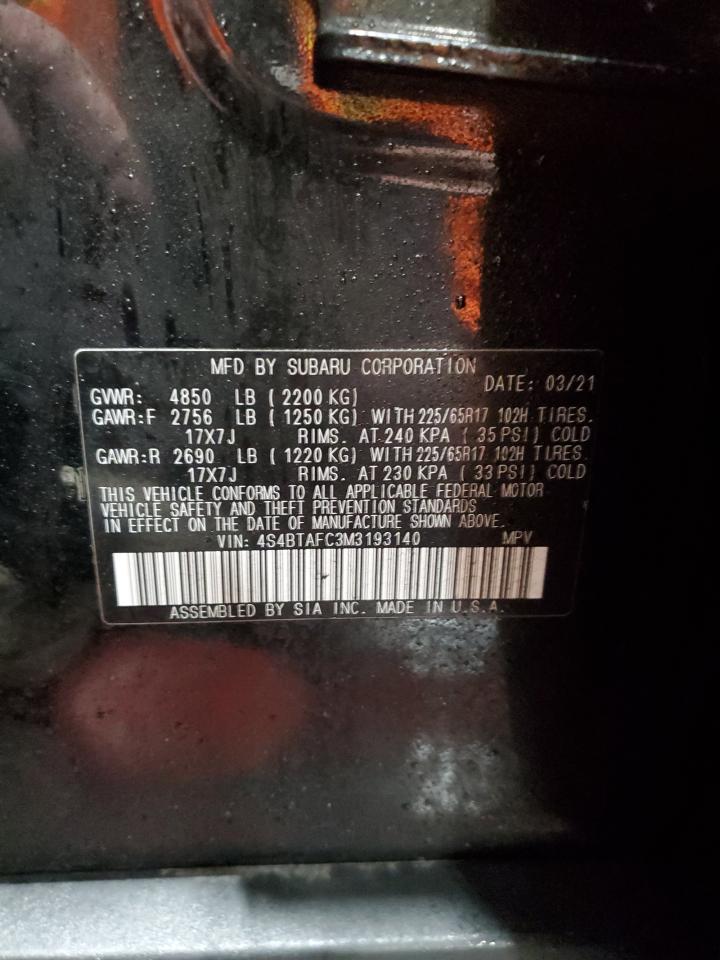 MFD BY SUBARU CORPORATION
DATE: 03/21
GVWR: 4850 LB ( 2200 KG)
GAWR:F 2756 LB ( 1250 KG) WITH 225/65R17 102H TIRES.
17X7J RIMS. AT 240 KPA ( 35 PSI) COLD
GAWR:R 2690 LB ( 1220 KG) WITH 225/65R17 102H TIRES.
17X7J RIMS. AT 230 KPA ( 33 PSI) COLD
THIS VEHICLE CONFORMS TO ALL APPLICABLE FEDERAL MOTOR
VEHICLE SAFETY AND THEFT PREVENTION STANDARDS
IN EFFECT ON THE DATE OF MANUFACTURE SHOWN ABOVE.
VIN: 4S4BTAFC3M3193140 MPV
ASSEMBLED BY SIA INC. MADE IN U.S.A.